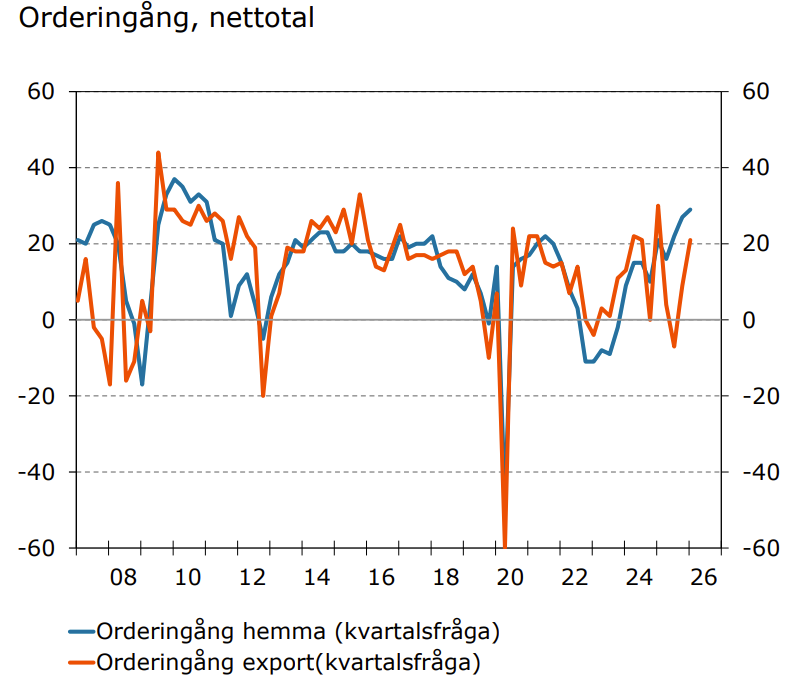 Orderingång, nettotal
60 60
40 40
20 20
0 0
-20 -20
-40 -40
-60 -60
08 10 12 14 16 18 20 22 24 26
Orderingång hemma (kvartalsfråga)
Orderingång export(kvartalsfråga)